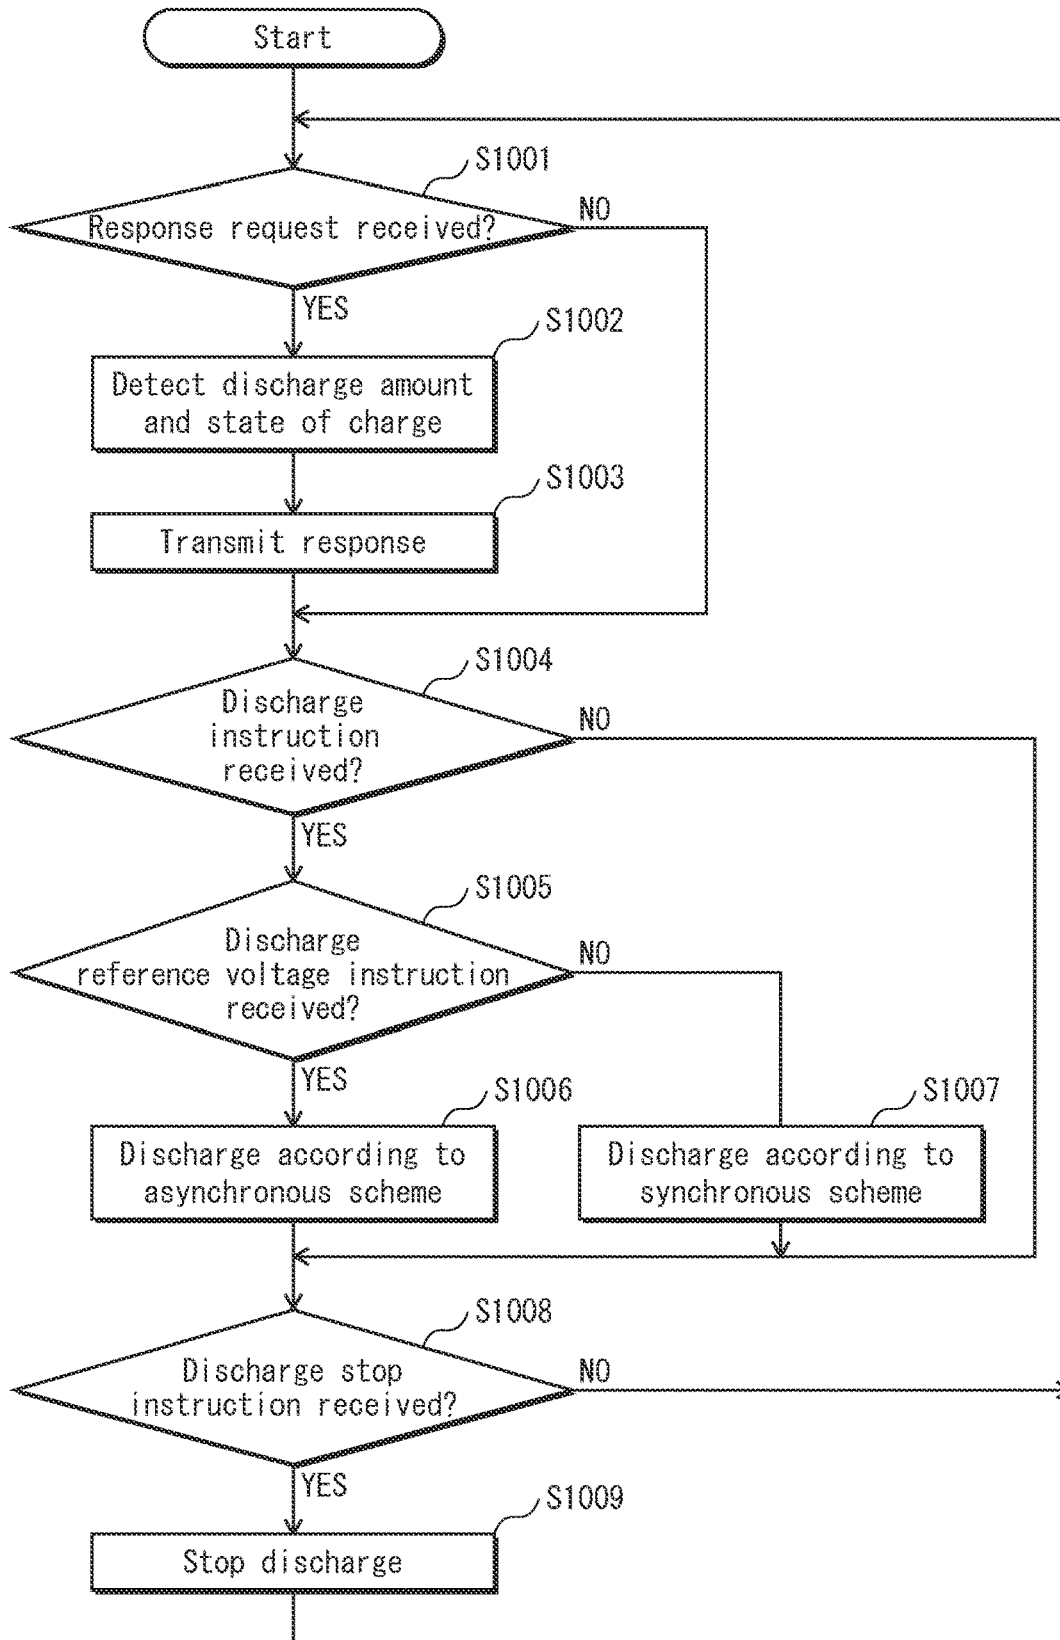 Start
S1001
Response request received?
NO
YES
S1002
Detect discharge amount
and state of charge
S1003
Transmit response
S1004
Discharge
instruction
received?
NO
YES
S1005
Discharge
reference voltage instruction
received?
NO
YES
S1006
Discharge according to
asynchronous scheme
S1007
Discharge according to
synchronous scheme
S1008
Discharge stop
instruction received?
NO
YES
S1009
Stop discharge